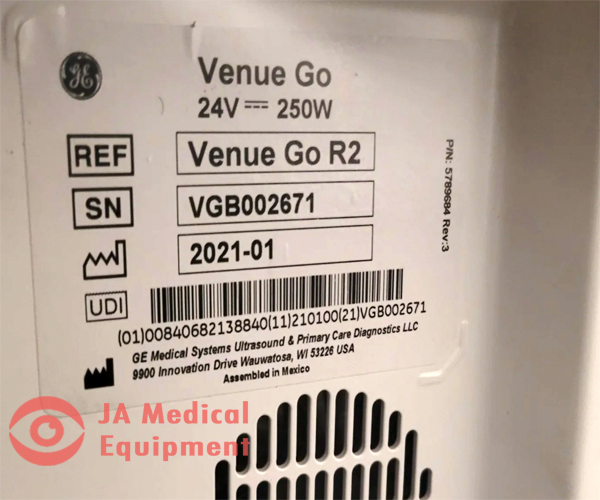 GE
Venue Go
24V ⎓ 250W
REF Venue Go R2
SN VGB002671
2021-01
UDI
(01)00840682138840(11)210100(21)VGB002671
GE Medical Systems Ultrasound & Primary Care Diagnostics LLC
9900 Innovation Drive Wauwatosa, WI 53226 USA
Assembled in Mexico
P/N: 5789684 Rev:3
JA Medical
Equipment